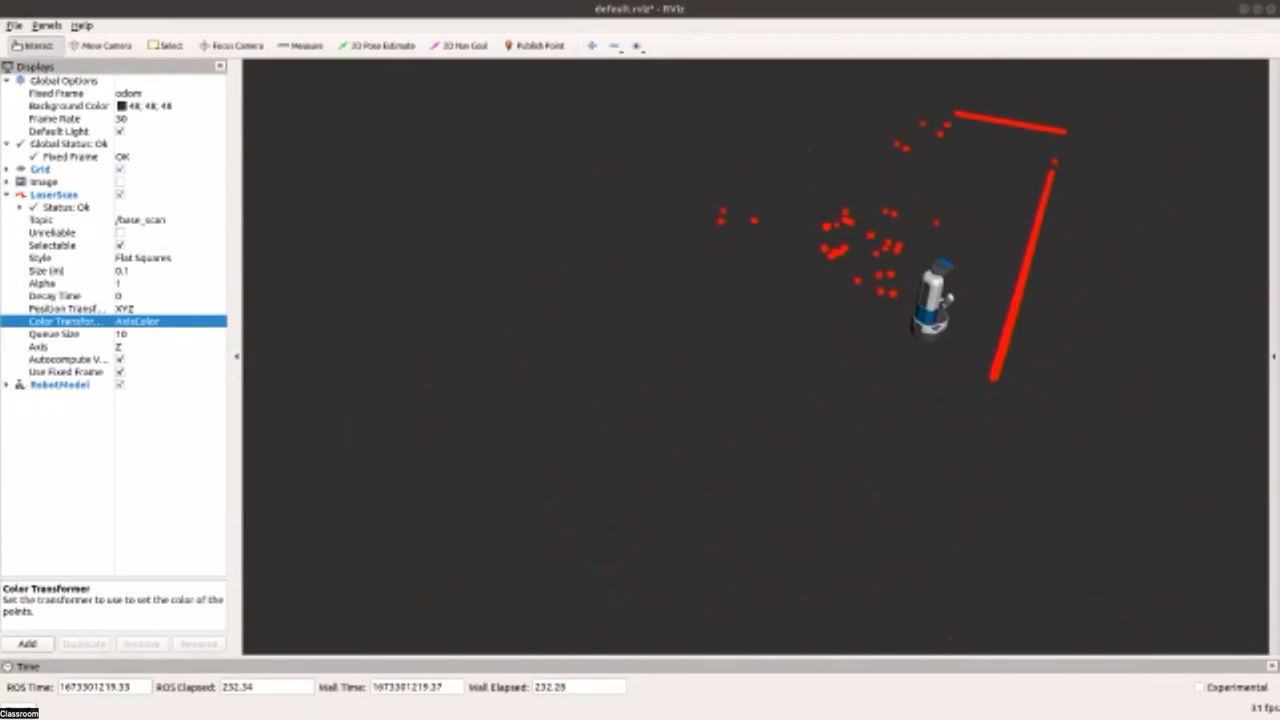 default.rviz* - RViz
File Panels Help
Interact Move Camera Select Focus Camera Measure 2D Pose Estimate 2D Nav Goal Publish Point
Displays
Global Options
Fixed Frame odom
Background Color 48; 48; 48
Frame Rate 30
Default Light
Global Status: Ok
Fixed Frame OK
Grid
Image
LaserScan
Status: Ok
Topic /base_scan
Unreliable
Selectable
Style Flat Squares
Size (m) 0.1
Alpha 1
Decay Time 0
Position Transf... XYZ
Color Transfor... AxisColor
Queue Size 10
Axis Z
Autocompute V...
Use Fixed Frame
RobotModel
Color Transformer
Set the transformer to use to set the color of the
points.
Add Duplicate Remove Rename
Time
ROS Time: 1673301219.33 ROS Elapsed: 232.34 Wall Time: 1673301219.37 Wall Elapsed: 232.28 Experimental
31 fps
Classroom